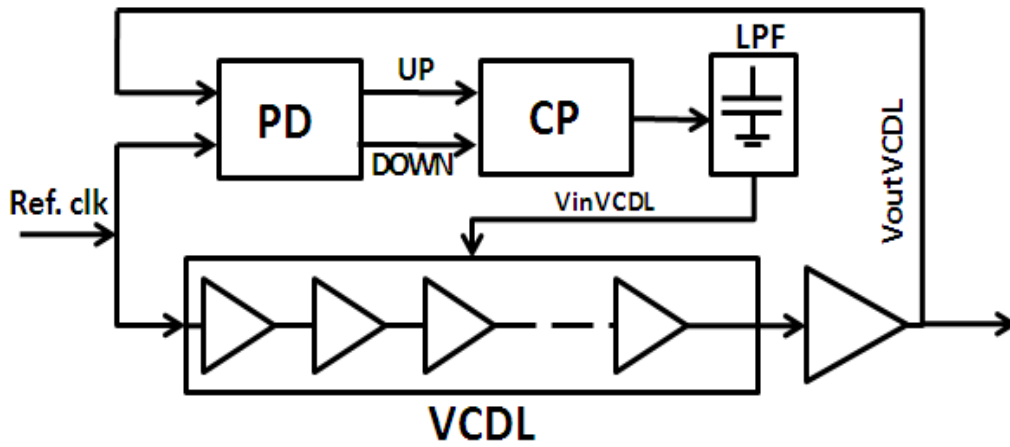 LPF
UP
PD
CP
DOWN
VoutVCDL
Ref. clk
VinVCDL
VCDL